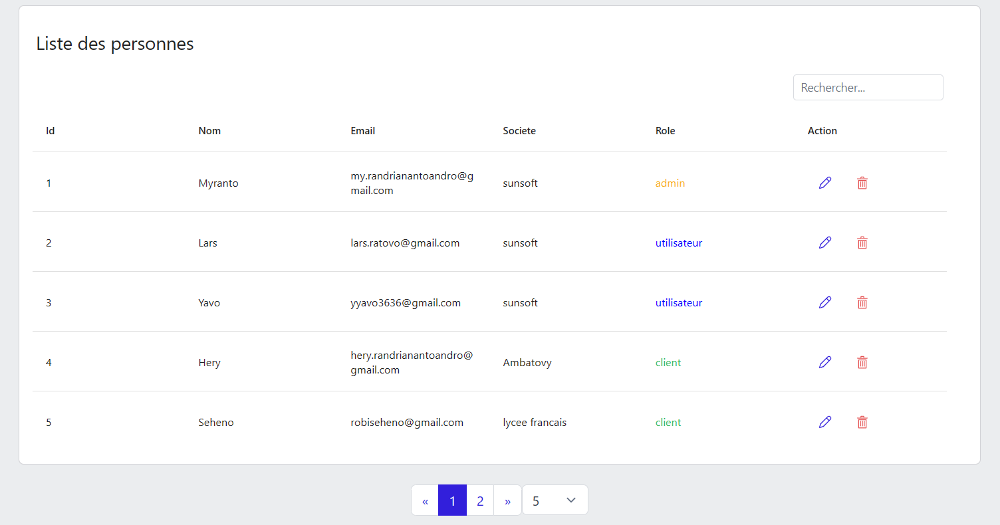 Liste des personnes
Rechercher...
Id Nom Email Societe Role Action
1 Myranto my.randrianantoandro@g
mail.com sunsoft admin
2 Lars lars.ratovo@gmail.com sunsoft utilisateur
3 Yavo yyavo3636@gmail.com sunsoft utilisateur
4 Hery hery.randrianantoandro@
gmail.com Ambatovy client
5 Seheno robiseheno@gmail.com lycee francais client
« 1 2 » 5